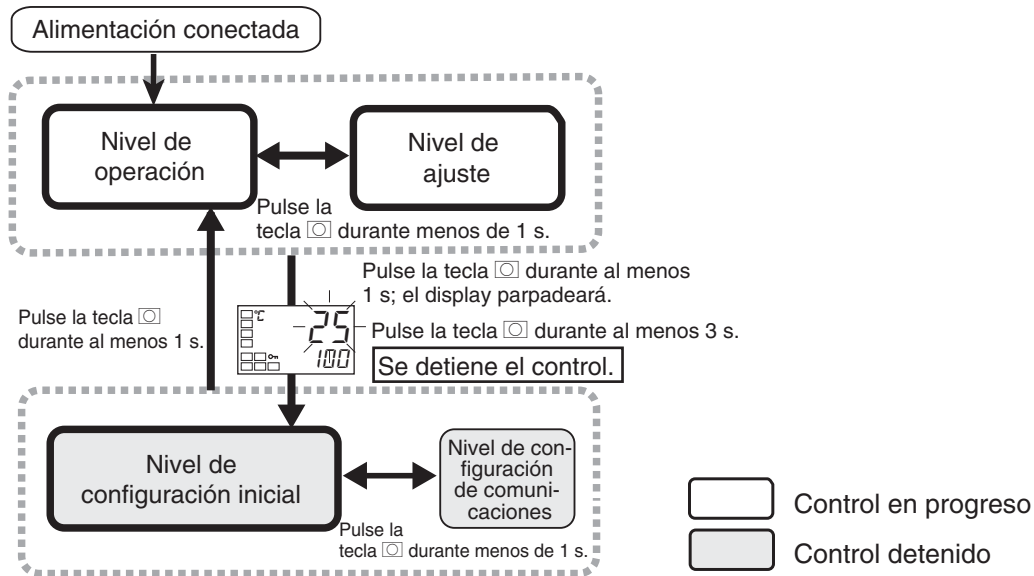 Alimentación conectada
Nivel de
operación
Nivel de
ajuste
Pulse la
tecla durante menos de 1 s.
Pulse la tecla durante al menos
1 s; el display parpadeará.
Pulse la tecla
durante al menos 1 s.
°C
25
100
Pulse la tecla durante al menos 3 s.
Se detiene el control.
Nivel de
configuración inicial
Nivel de con-
figuración
de comuni-
caciones
Pulse la
tecla durante menos de 1 s.
Control en progreso
Control detenido